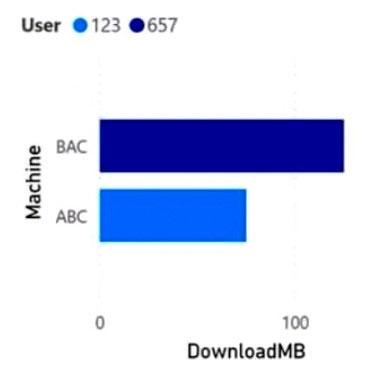 User 123 657
Machine
BAC
ABC
0 100
DownloadMB